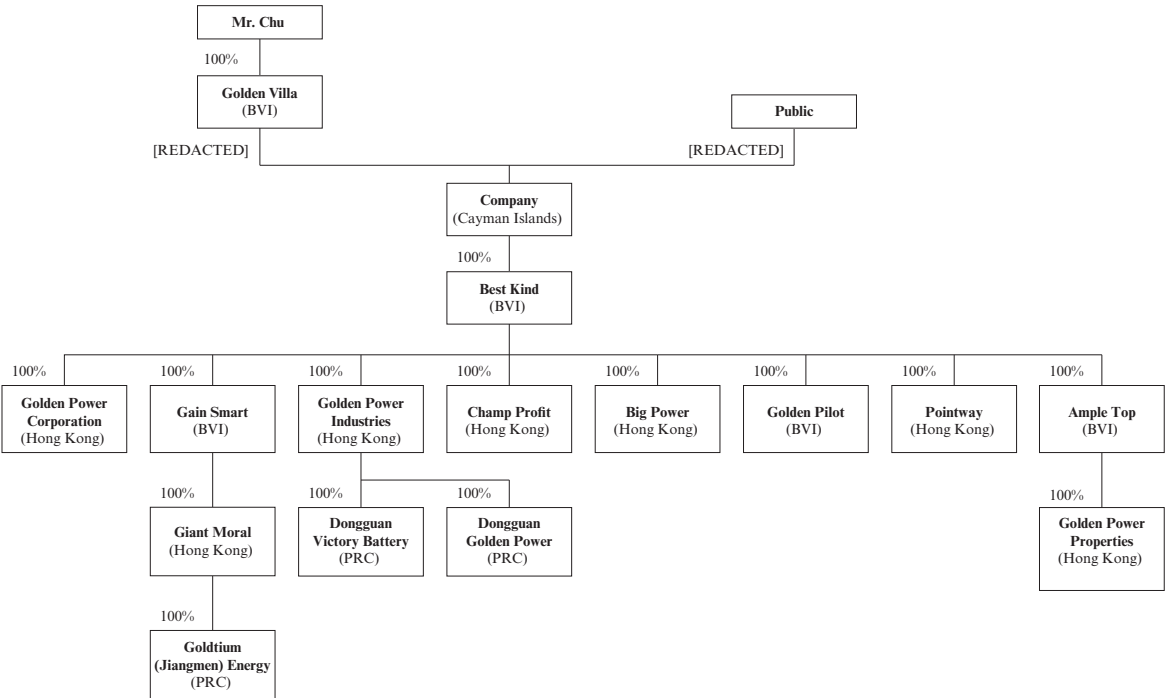 Mr. Chu
100%
Golden Villa
(BVI)
Public
[REDACTED]
[REDACTED]
Company
(Cayman Islands)
100%
Best Kind
(BVI)
100%
100%
100%
100%
100%
100%
100%
100%
Golden Power
Corporation
(Hong Kong)
Gain Smart
(BVI)
Golden Power
Industries
(Hong Kong)
Champ Profit
(Hong Kong)
Big Power
(Hong Kong)
Golden Pilot
(BVI)
Pointway
(Hong Kong)
Ample Top
(BVI)
100%
100%
100%
100%
Giant Moral
(Hong Kong)
Dongguan
Victory Battery
(PRC)
Dongguan
Golden Power
(PRC)
Golden Power
Properties
(Hong Kong)
100%
Goldtium
(Jiangmen) Energy
(PRC)